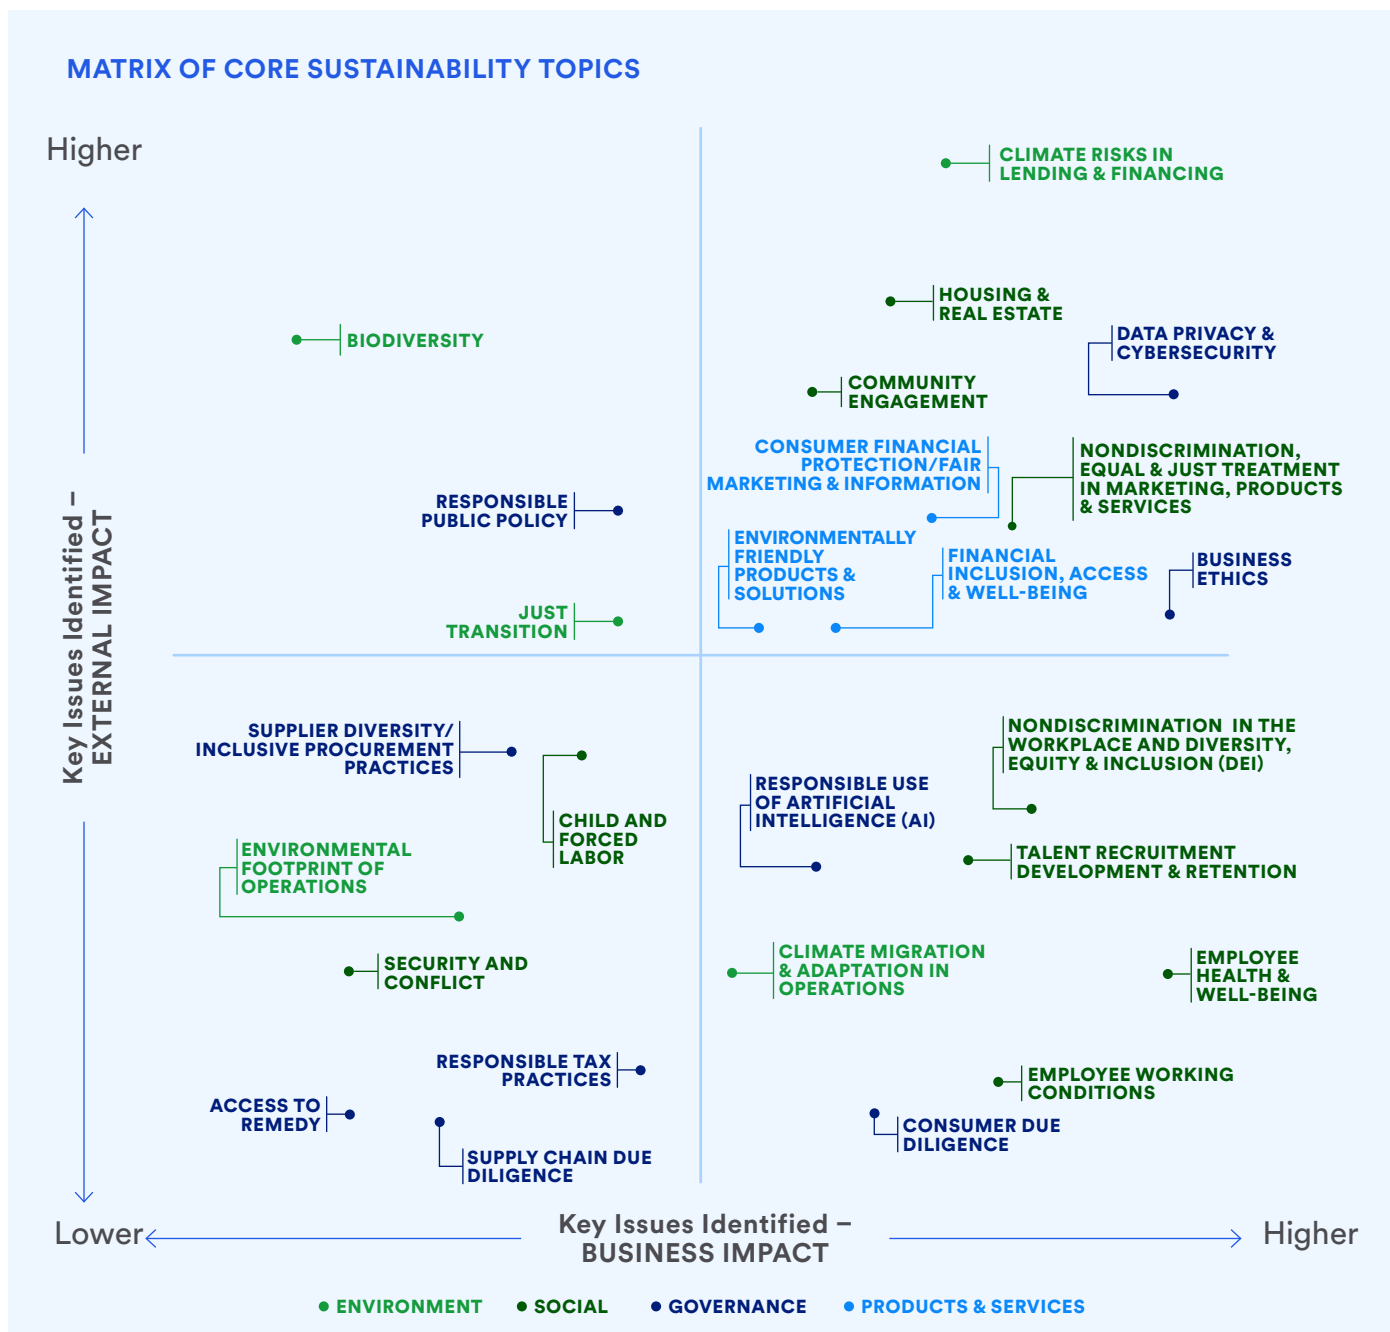 MATRIX OF CORE SUSTAINABILITY TOPICS
Higher
CLIMATE RISKS IN
LENDING & FINANCING
HOUSING &
REAL ESTATE
BIODIVERSITY
DATA PRIVACY &
CYBERSECURITY
COMMUNITY
ENGAGEMENT
CONSUMER FINANCIAL
PROTECTION/FAIR
MARKETING & INFORMATION
NONDISCRIMINATION,
EQUAL & JUST TREATMENT
IN MARKETING, PRODUCTS
& SERVICES
RESPONSIBLE
PUBLIC POLICY
ENVIRONMENTALLY
FRIENDLY
PRODUCTS &
SOLUTIONS
FINANCIAL
INCLUSION, ACCESS
& WELL-BEING
BUSINESS
ETHICS
JUST
TRANSITION
Key Issues Identified –
EXTERNAL IMPACT
SUPPLIER DIVERSITY/
INCLUSIVE PROCUREMENT
PRACTICES
NONDISCRIMINATION IN THE
WORKPLACE AND DIVERSITY,
EQUITY & INCLUSION (DEI)
RESPONSIBLE USE
OF ARTIFICIAL
INTELLIGENCE (AI)
CHILD AND
FORCED
LABOR
ENVIRONMENTAL
FOOTPRINT OF
OPERATIONS
TALENT RECRUITMENT
DEVELOPMENT & RETENTION
SECURITY AND
CONFLICT
CLIMATE MIGRATION
& ADAPTATION IN
OPERATIONS
EMPLOYEE
HEALTH &
WELL-BEING
RESPONSIBLE TAX
PRACTICES
EMPLOYEE WORKING
CONDITIONS
ACCESS TO
REMEDY
CONSUMER DUE
DILIGENCE
SUPPLY CHAIN DUE
DILIGENCE
Lower
Key Issues Identified –
BUSINESS IMPACT
Higher
ENVIRONMENT
SOCIAL
GOVERNANCE
PRODUCTS & SERVICES